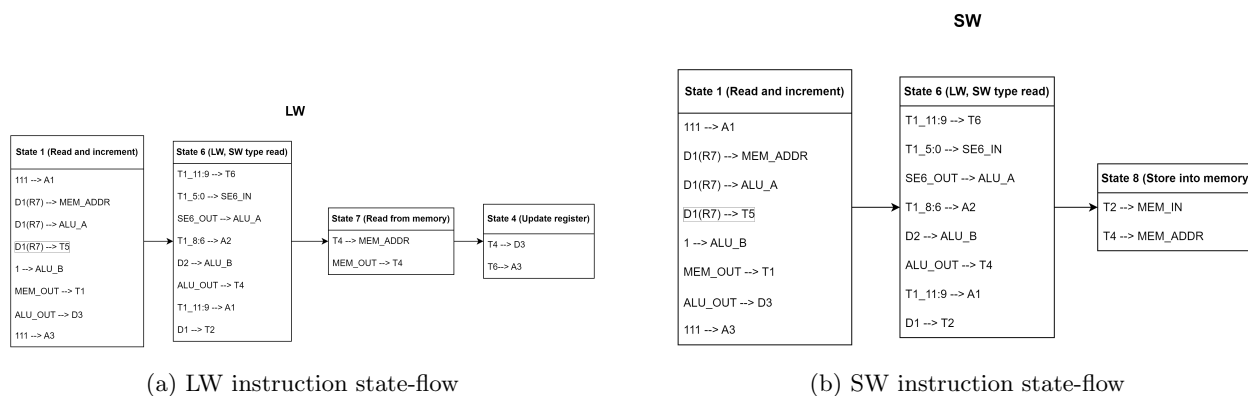 LW
State 1 (Read and increment)
111 --> A1
D1(R7) --> MEM_ADDR
D1(R7) --> ALU_A
D1(R7) --> T5
1 --> ALU_B
MEM_OUT --> T1
ALU_OUT --> D3
111 --> A3
State 6 (LW, SW type read)
T1_11:9 --> T6
T1_5:0 --> SE6_IN
SE6_OUT --> ALU_A
T1_8:6 --> A2
D2 --> ALU_B
ALU_OUT --> T4
T1_11:9 --> A1
D1 --> T2
State 7 (Read from memory)
T4 --> MEM_ADDR
MEM_OUT --> T4
State 4 (Update register)
T4 --> D3
T6--> A3
(a) LW instruction state-flow
SW
State 1 (Read and increment)
111 --> A1
D1(R7) --> MEM_ADDR
D1(R7) --> ALU_A
D1(R7) --> T5
1 --> ALU_B
MEM_OUT --> T1
ALU_OUT --> D3
111 --> A3
State 6 (LW, SW type read)
T1_11:9 --> T6
T1_5:0 --> SE6_IN
SE6_OUT --> ALU_A
T1_8:6 --> A2
D2 --> ALU_B
ALU_OUT --> T4
T1_11:9 --> A1
D1 --> T2
State 8 (Store into memory
T2 --> MEM_IN
T4 --> MEM_ADDR
(b) SW instruction state-flow